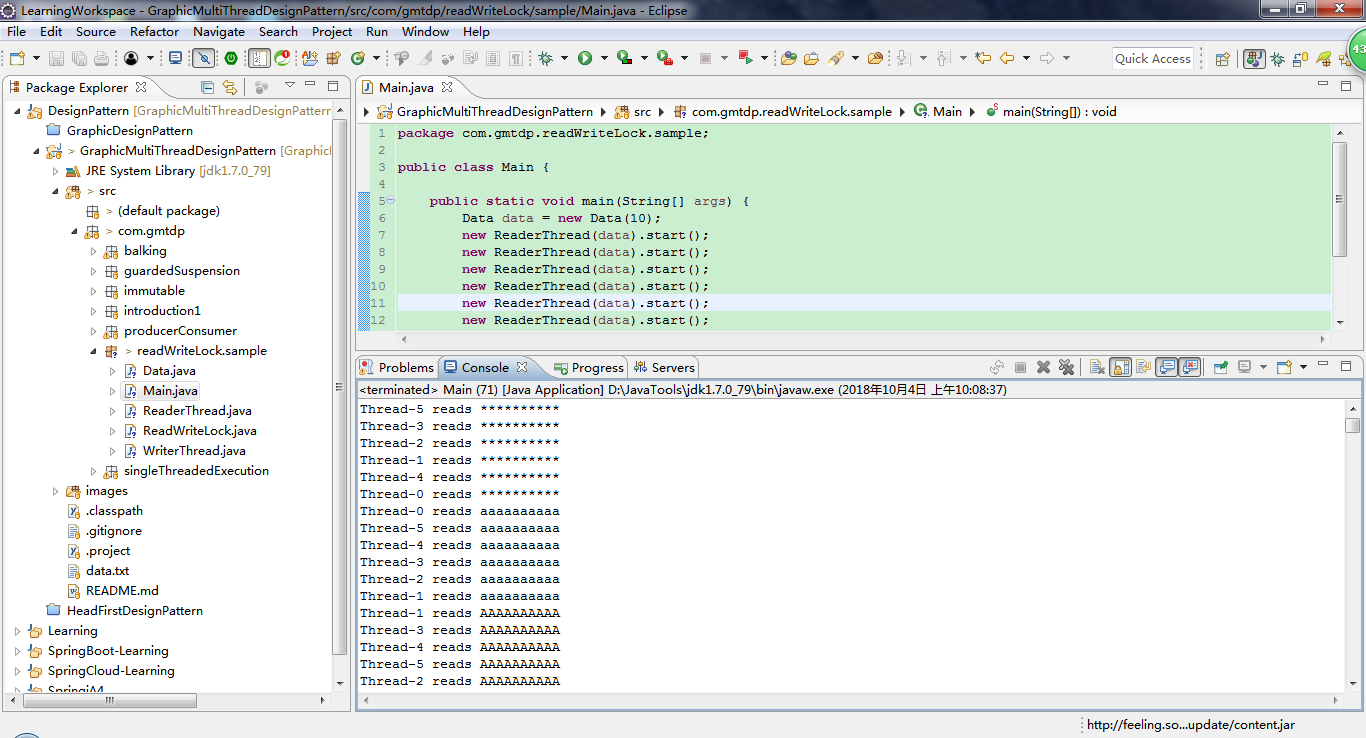 LearningWorkspace - GraphicMultiThreadDesignPattern/src/com/gmtdp/readWriteLock/sample/Main.java - Eclipse
File Edit Source Refactor Navigate Search Project Run Window Help
Quick Access
43
Package Explorer
DesignPattern [GraphicMultiThreadDesignPattern
GraphicDesignPattern
> GraphicMultiThreadDesignPattern [Graphicl
JRE System Library [jdk1.7.0_79]
> src
> (default package)
> com.gmtdp
balking
guardedSuspension
immutable
introduction1
producerConsumer
> readWriteLock.sample
Data.java
Main.java
ReaderThread.java
ReadWriteLock.java
WriterThread.java
singleThreadedExecution
images
.classpath
.gitignore
.project
data.txt
README.md
HeadFirstDesignPattern
Learning
SpringBoot-Learning
SpringCloud-Learning
Main.java
GraphicMultiThreadDesignPattern src com.gmtdp.readWriteLock.sample Main main(String[]) : void
1 package com.gmtdp.readWriteLock.sample;
2
3 public class Main {
4
5 public static void main(String[] args) {
6 Data data = new Data(10);
7 new ReaderThread(data).start();
8 new ReaderThread(data).start();
9 new ReaderThread(data).start();
10 new ReaderThread(data).start();
11 new ReaderThread(data).start();
12 new ReaderThread(data).start();
Problems Console Progress Servers
<terminated> Main (71) [Java Application] D:\JavaTools\jdk1.7.0_79\bin\javaw.exe (2018年10月4日 上午10:08:37)
Thread-5 reads **********
Thread-3 reads **********
Thread-2 reads **********
Thread-1 reads **********
Thread-4 reads **********
Thread-0 reads **********
Thread-0 reads aaaaaaaaaa
Thread-5 reads aaaaaaaaaa
Thread-4 reads aaaaaaaaaa
Thread-3 reads aaaaaaaaaa
Thread-2 reads aaaaaaaaaa
Thread-1 reads aaaaaaaaaa
Thread-1 reads AAAAAAAAAA
Thread-3 reads AAAAAAAAAA
Thread-4 reads AAAAAAAAAA
Thread-5 reads AAAAAAAAAA
Thread-2 reads AAAAAAAAAA
http://feeling.so...update/content.jar